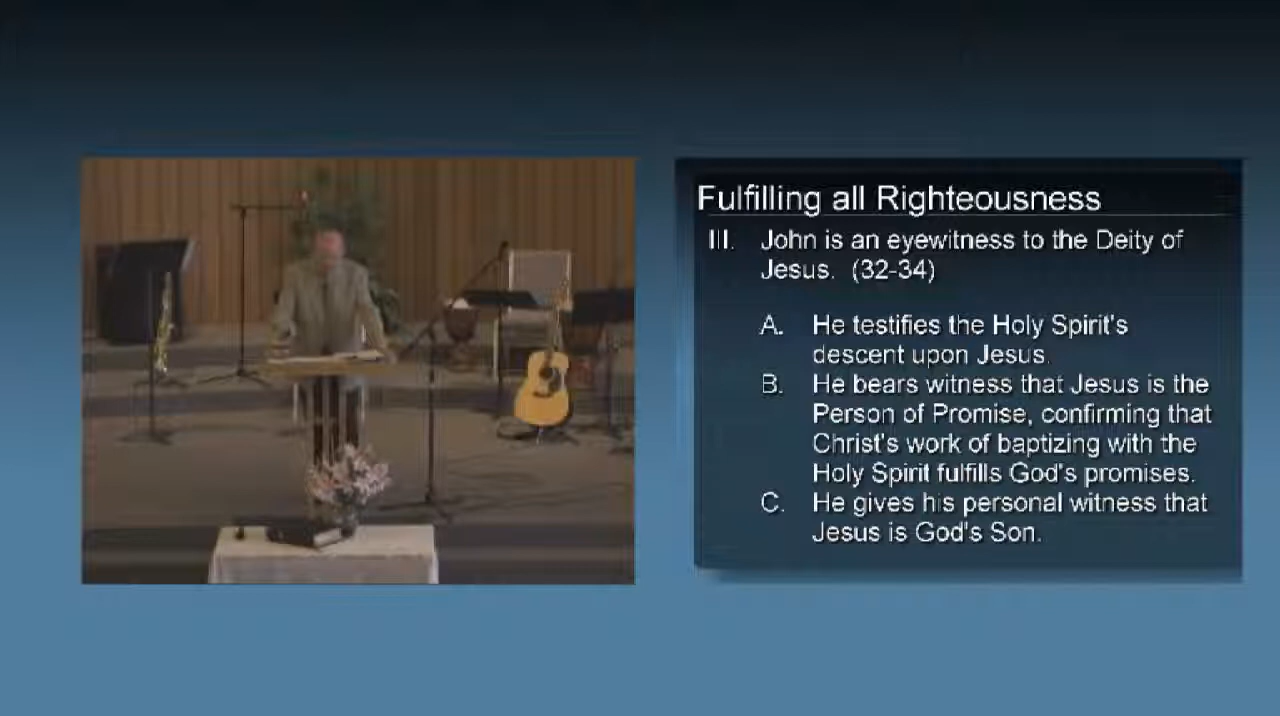 Fulfilling all Righteousness
III. John is an eyewitness to the Deity of
Jesus. (32-34)
A. He testifies the Holy Spirit's
descent upon Jesus.
B. He bears witness that Jesus is the
Person of Promise, confirming that
Christ's work of baptizing with the
Holy Spirit fulfills God's promises.
C. He gives his personal witness that
Jesus is God's Son.